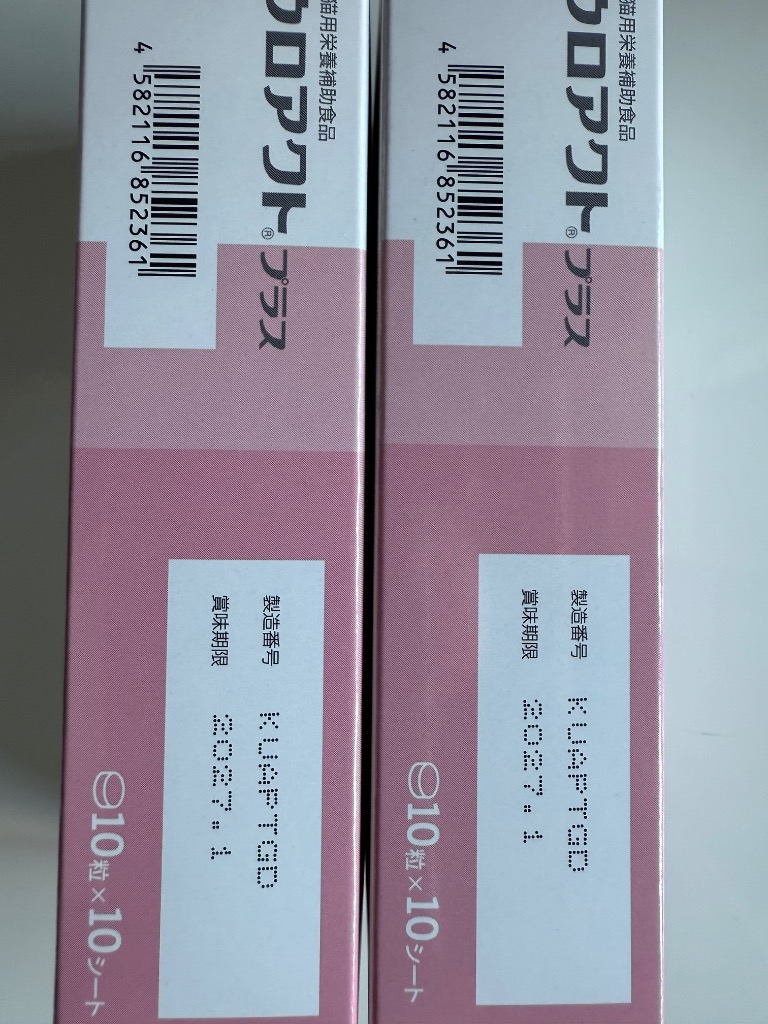 猫用栄養補助食品
ウロアクト® プラス
4 582116 852361
製造番号 KUAPTGD
賞味期限 2027.1
10粒×10シート
猫用栄養補助食品
ウロアクト® プラス
4 582116 852361
製造番号 KUAPTGD
賞味期限 2027.1
10粒×10シート